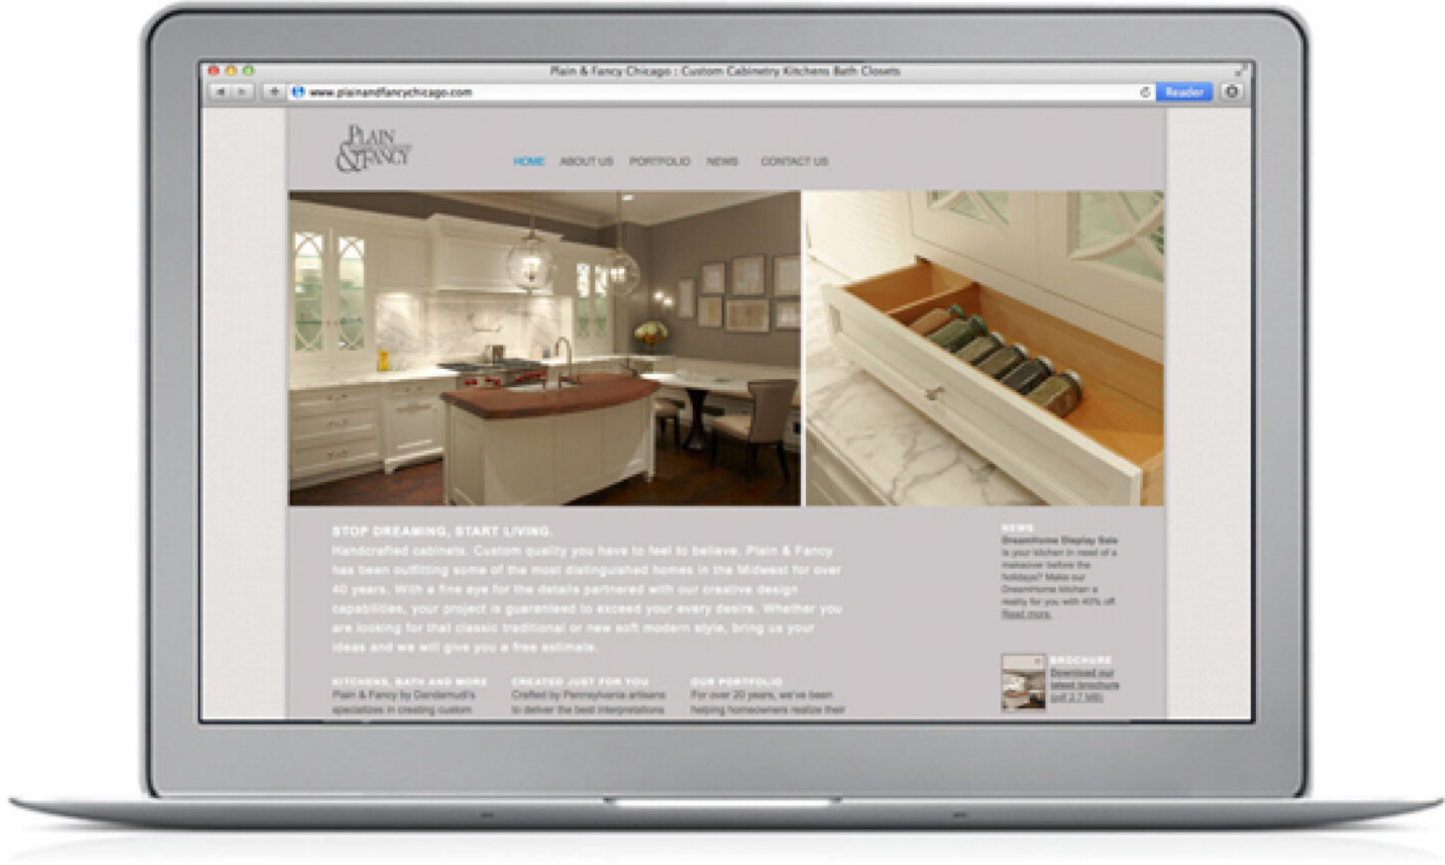 Plain & Fancy Chicago : Custom Cabinetry Kitchens Bath Closets
www.plainandfancychicago.com
Reader
PLAIN
& FANCY
HOME ABOUT US PORTFOLIO NEWS CONTACT US
STOP DREAMING, START LIVING.
Handcrafted cabinets. Custom quality you have to feel to believe. Plain & Fancy
has been outfitting some of the most distinguished homes in the Midwest for over
40 years. With a fine eye for the details partnered with our creative design
capabilities, your project is guaranteed to exceed your every desire. Whether you
are looking for that classic traditional or new soft modern style, bring us your
ideas and we will give you a free estimate.
KITCHENS, BATH AND MORE
Plain & Fancy by Dandamudi's
specializes in creating custom
CREATED JUST FOR YOU
Crafted by Pennsylvania artisans
to deliver the best interpretations
OUR PORTFOLIO
For over 20 years, we've been
helping homeowners realize their
NEWS
DreamHome Display Sale
Is your kitchen in need of a
makeover before the
holidays? Make our
DreamHome kitchen a
reality for you with 40% off.
Read more.
BROCHURE
Download our
latest brochure
(pdf 2.7 MB)